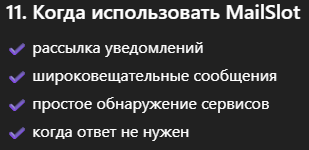 11. Когда использовать MailSlot
рассылка уведомлений
широковещательные сообщения
простое обнаружение сервисов
когда ответ не нужен